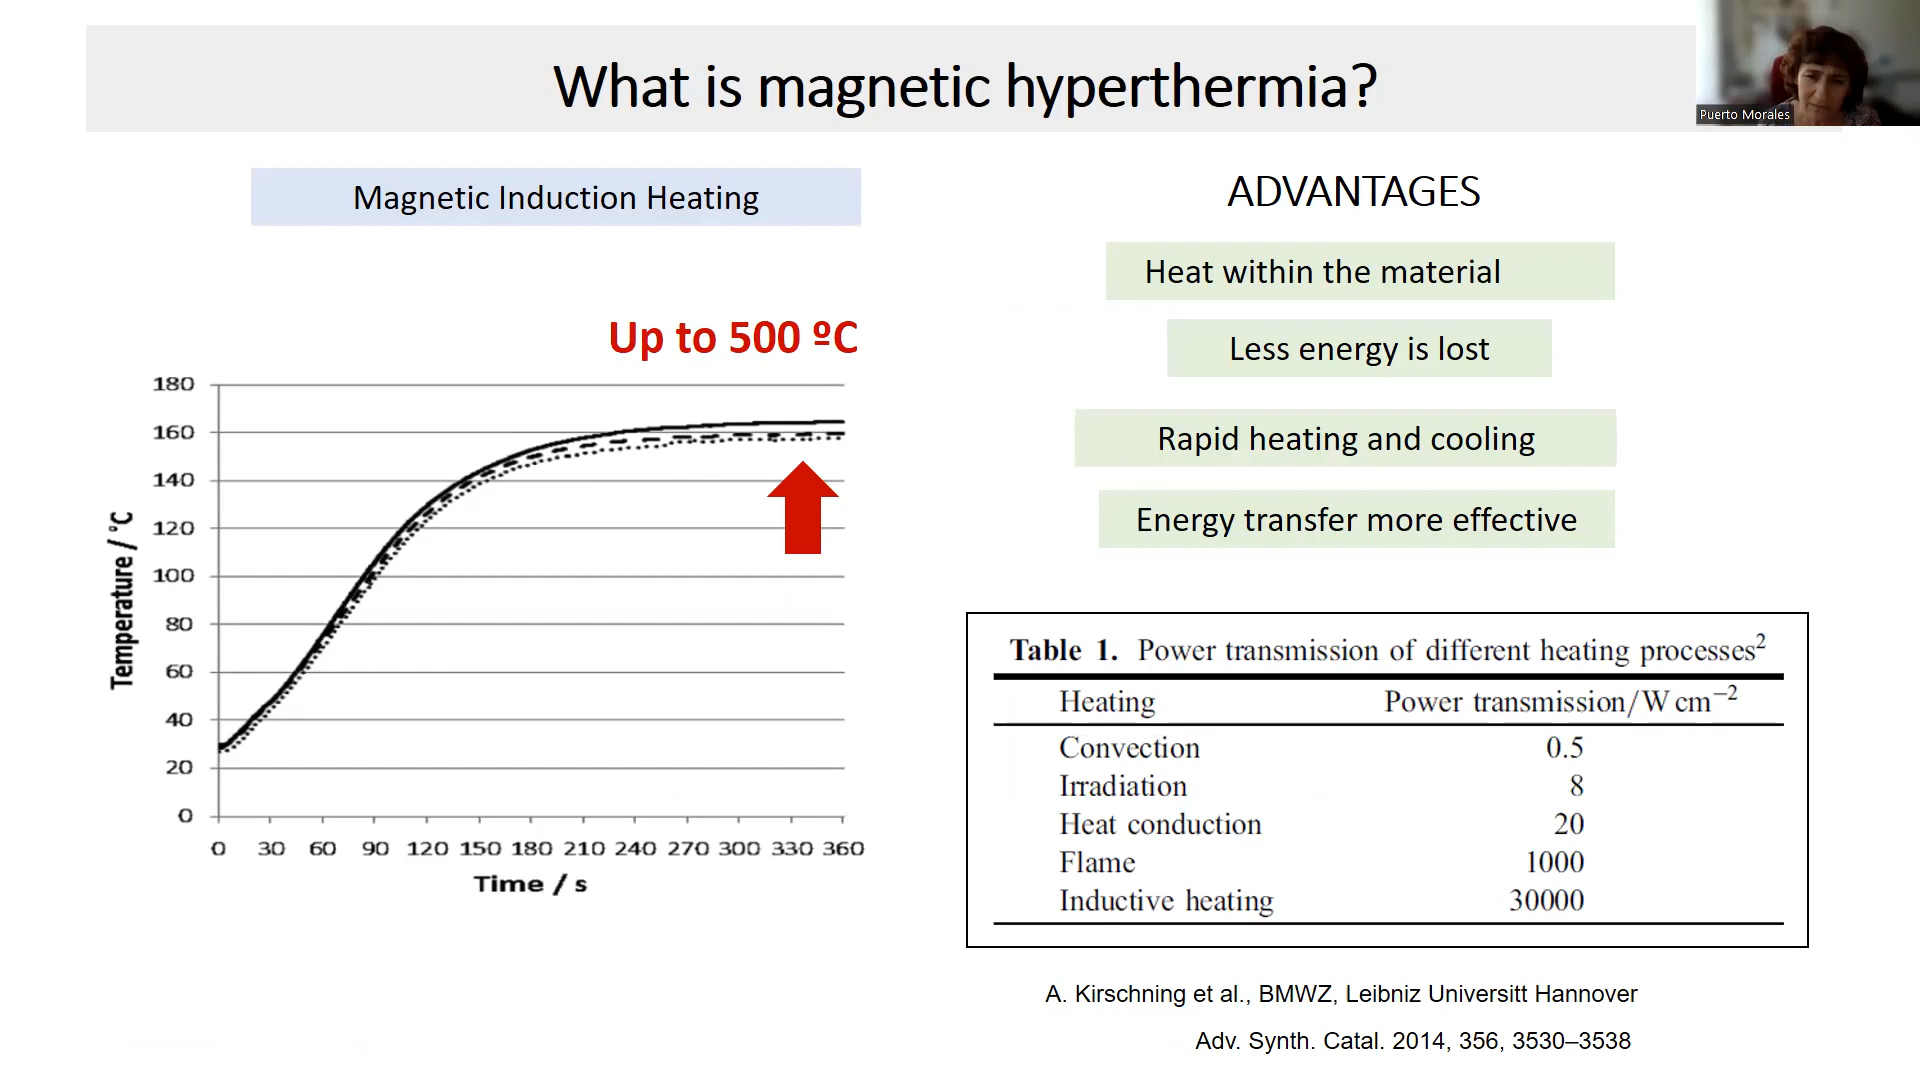 What is magnetic hyperthermia?
Puerto Morales
Magnetic Induction Heating
Up to 500 ºC
180
160
140
120
100
80
60
40
20
0
Temperature / °C
0 30 60 90 120 150 180 210 240 270 300 330 360
Time / s
ADVANTAGES
Heat within the material
Less energy is lost
Rapid heating and cooling
Energy transfer more effective
Table 1. Power transmission of different heating processes²
Heating Power transmission/W cm⁻²
Convection 0.5
Irradiation 8
Heat conduction 20
Flame 1000
Inductive heating 30000
A. Kirschning et al., BMWZ, Leibniz Universitt Hannover
Adv. Synth. Catal. 2014, 356, 3530–3538